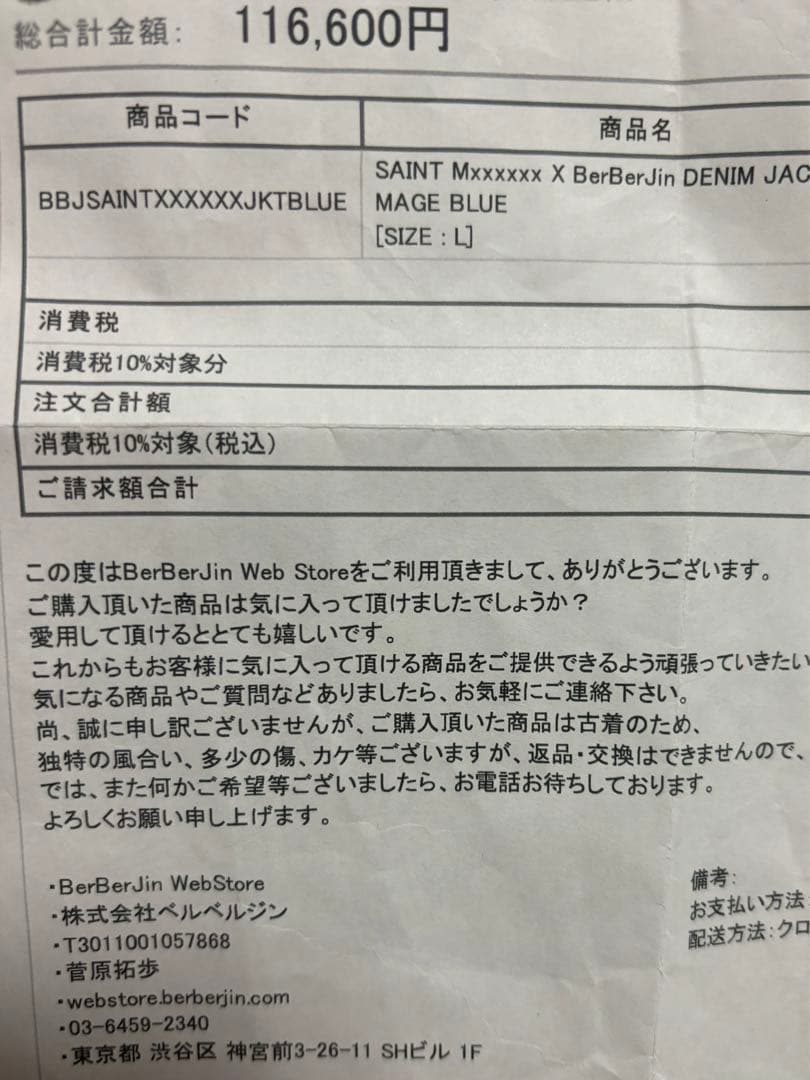 総合計金額: 116,600円
商品コード
商品名
BBJSAINTXXXXXXJKTBLUE
SAINT Mxxxxxx X BerBerJin DENIM JAC
MAGE BLUE
[SIZE : L]
消費税
消費税10%対象分
注文合計額
消費税10%対象(税込)
ご請求額合計
この度はBerBerJin Web Storeをご利用頂きまして、ありがとうございます。
ご購入頂いた商品は気に入って頂けましたでしょうか?
愛用して頂けるととても嬉しいです。
これからもお客様に気に入って頂ける商品をご提供できるよう頑張っていきたい
気になる商品やご質問などありましたら、お気軽にご連絡下さい。
尚、誠に申し訳ございませんが、ご購入頂いた商品は古着のため、
独特の風合い、多少の傷、カケ等ございますが、返品・交換はできませんので、
では、また何かご希望等ございましたら、お電話お待ちしております。
よろしくお願い申し上げます。
・BerBerJin WebStore
・株式会社ベルベルジン
・T3011001057868
・菅原拓歩
・webstore.berberjin.com
・03-6459-2340
・東京都 渋谷区 神宮前3-26-11 SHビル 1F
備考:
お支払い方法:
配送方法:クロ